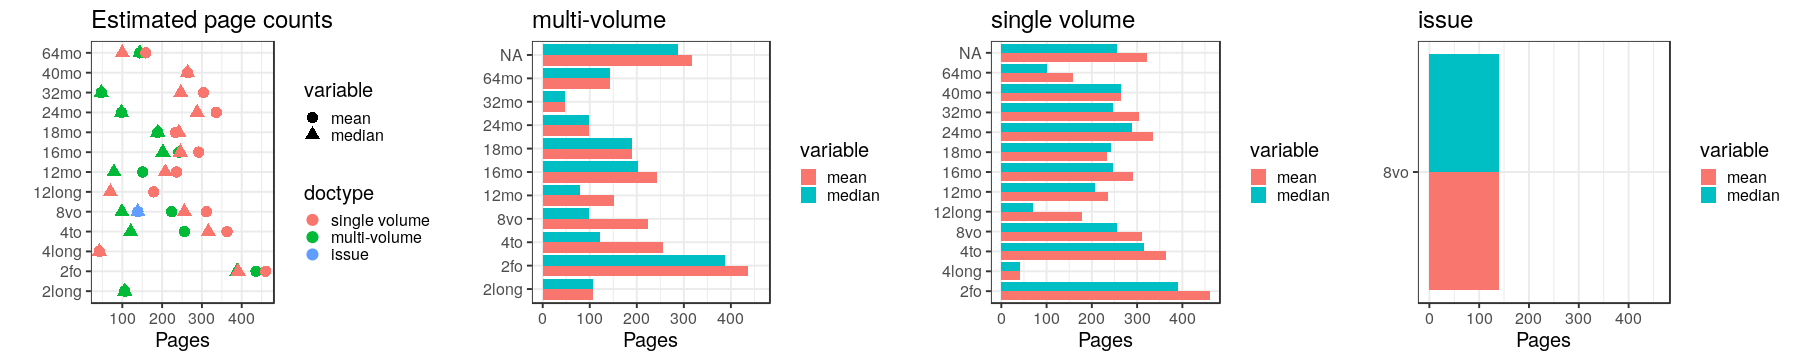 Estimated page counts
64mo
40mo
32mo
24mo
18mo
16mo
12mo
12long
8vo
4to
4long
2fo
2long
100 200 300 400
Pages
variable
mean
median
doctype
single volume
multi-volume
issue
multi-volume
NA
64mo
32mo
24mo
18mo
16mo
12mo
8vo
4to
2fo
2long
0 100 200 300 400
Pages
variable
mean
median
single volume
NA
64mo
40mo
32mo
24mo
18mo
16mo
12mo
12long
8vo
4to
4long
2fo
0 100 200 300 400
Pages
variable
mean
median
issue
8vo
0 100 200 300 400
Pages
variable
mean
median